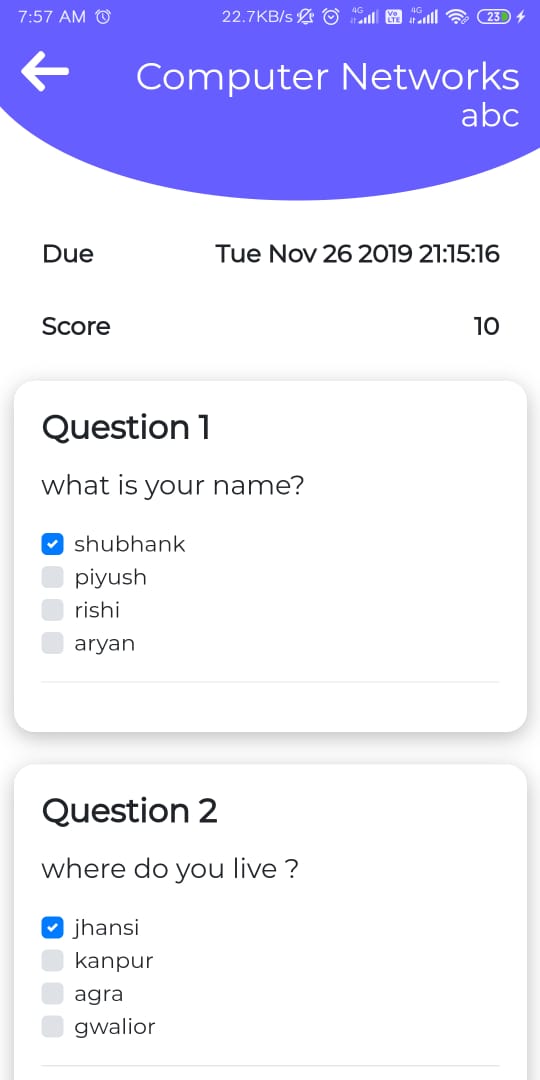 7:57 AM 22.7KB/s 4G Vo LTE 4G 23
Computer Networks
abc
Due Tue Nov 26 2019 21:15:16
Score 10
Question 1
what is your name?
shubhank
piyush
rishi
aryan
Question 2
where do you live ?
jhansi
kanpur
agra
gwalior